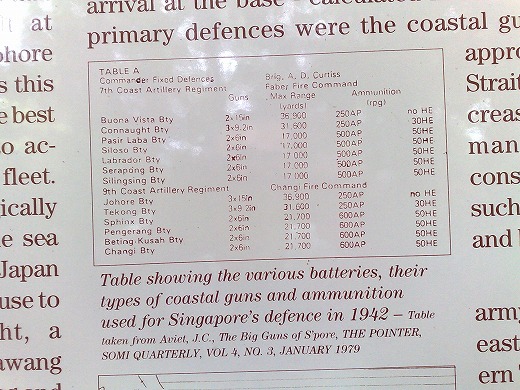 arrival at the base
primary defences were the coastal gu
at
ohore
s this
e best
o ac-
fleet.
ically
e sea
Japan
use to
ht, a
awang
TABLE A
Commander Fixed Defences Brig. A. D. Curtiss
7th Coast Artillery Regiment Faber Fire Command
Guns Max Range (yards) Ammunition (rpg)
Buona Vista Bty 2x15in 36,900 250AP no HE
Connaught Bty 3x9.2in 31,600 250AP 30HE
Pasir Laba Bty 2x6in 17,000 500AP 50HE
Siloso Bty 2x6in 17,000 500AP 50HE
Labrador Bty 2x6in 17,000 500AP 50HE
Serapong Bty 2x6in 17,000 500AP 50HE
Silingsing Bty 2x6in 17,000 500AP 50HE
9th Coast Artillery Regiment Changi Fire Command
Johore Bty 3x15in 36,900 250AP no HE
Tekong Bty 3x9.2in 31,600 250AP 30HE
Sphinx Bty 2x6in 21,700 600AP 50HE
Pengerang Bty 2x6in 21,700 600AP 50HE
Beting Kusah Bty 2x6in 21,700 600AP 50HE
Changi Bty 2x6in 21,700 600AP 50HE
Table showing the various batteries, their
types of coastal guns and ammunition
used for Singapore's defence in 1942 – Table
taken from Aviet, J.C., The Big Guns of S'pore, THE POINTER,
SOMI QUARTERLY, VOL 4, NO. 3, JANUARY 1979
appro
Strait
creas
man
cons
such
and
army
east
ern